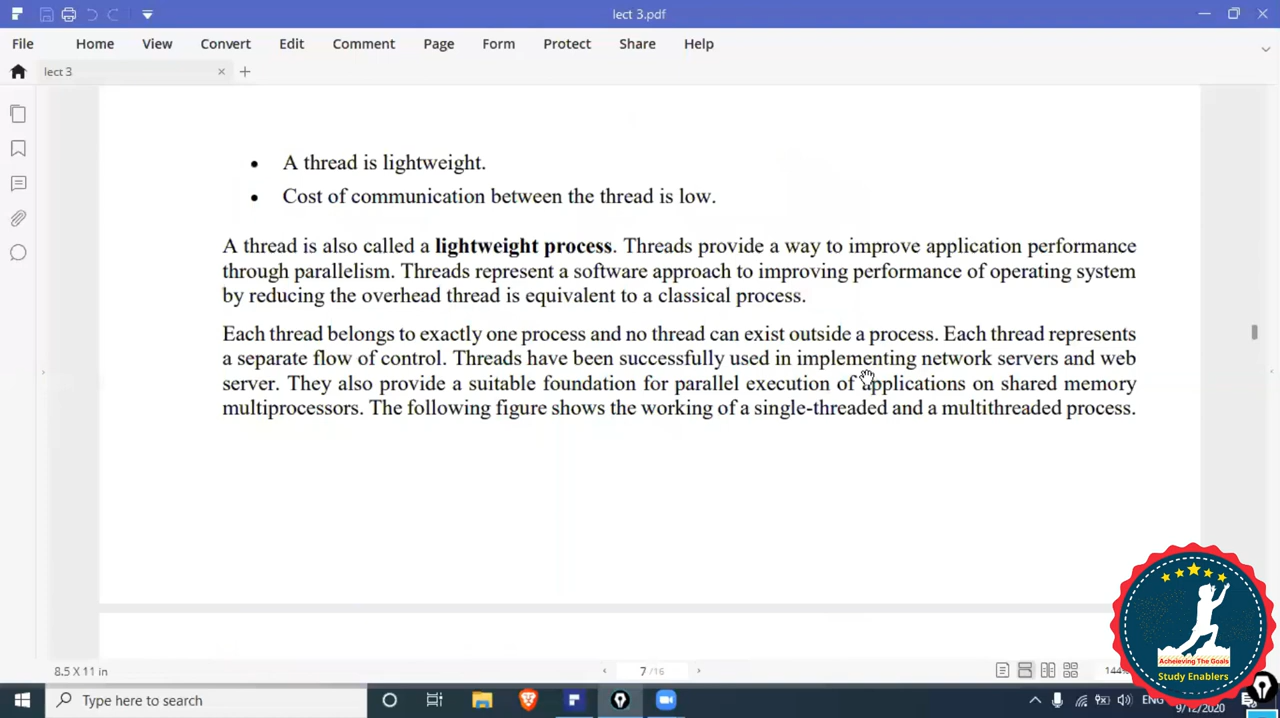 lect 3.pdf
File Home View Convert Edit Comment Page Form Protect Share Help
lect 3
• A thread is lightweight.
• Cost of communication between the thread is low.
A thread is also called a lightweight process. Threads provide a way to improve application performance
through parallelism. Threads represent a software approach to improving performance of operating system
by reducing the overhead thread is equivalent to a classical process.
Each thread belongs to exactly one process and no thread can exist outside a process. Each thread represents
a separate flow of control. Threads have been successfully used in implementing network servers and web
server. They also provide a suitable foundation for parallel execution of applications on shared memory
multiprocessors. The following figure shows the working of a single-threaded and a multithreaded process.
Acheieving The Goals
Study Enablers
8.5 X 11 in
7 /16
144%
Type here to search
ENG
9/12/2020